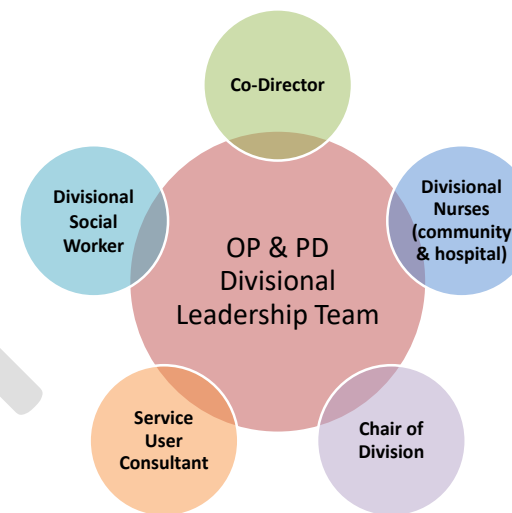 Co-Director
Divisional
Social
Worker
Divisional
Nurses
(community
& hospital)
OP & PD
Divisional
Leadership Team
Service
User
Consultant
Chair of
Division